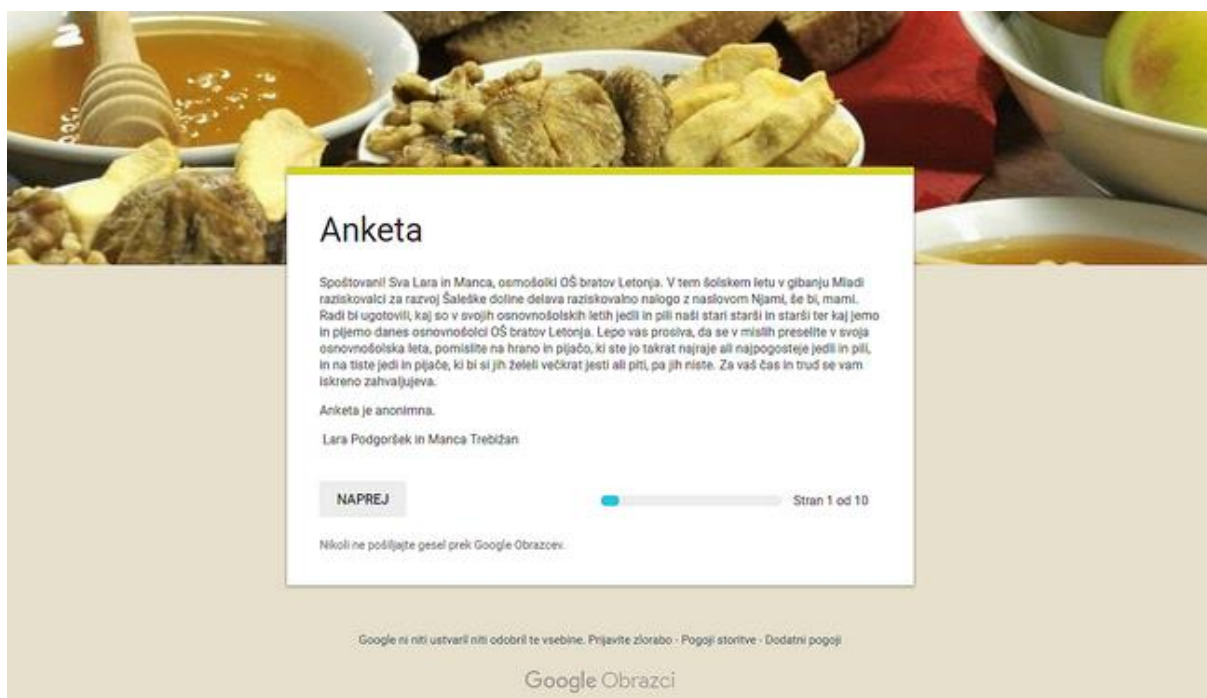 Anketa
Spoštovani! Sva Lara in Manca, osmošolki OŠ bratov Letonja. V tem šolskem letu v gibanju Mladi
raziskovalci za razvoj Šaleške doline delava raziskovalno nalogo z naslovom Njami, še bi, mami.
Radi bi ugotovili, kaj so v svojih osnovnošolskih letih jedli in pili naši stari starši in starši ter kaj jemo
in pijemo danes osnovnošolci OŠ bratov Letonja. Lepo vas prosiva, da se v mislih preselite v svoja
osnovnošolska leta, pomislite na hrano in pijačo, ki ste jo takrat najraje ali najpogosteje jedli in pili,
in na tiste jedi in pijače, ki bi si jih želeli večkrat jesti ali piti, pa jih niste. Za vaš čas in trud se vam
iskreno zahvaljujeva.
Anketa je anonimna.
Lara Podgoršek in Manca Trebižan
NAPREJ
Stran 1 od 10
Nikoli ne pošiljajte gesel prek Google Obrazcev.
Google ni niti ustvaril niti odobril te vsebine. Prijavite zlorabo - Pogoji storitve - Dodatni pogoji
Google Obrazci